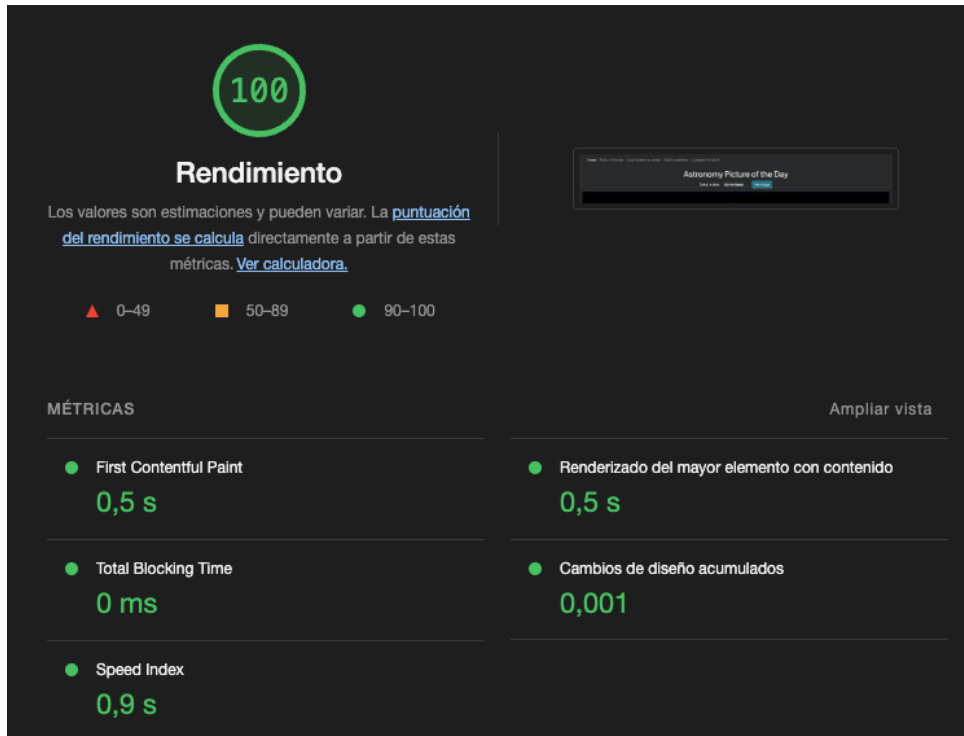 100
Rendimiento
Los valores son estimaciones y pueden variar. La puntuación
del rendimiento se calcula directamente a partir de estas
métricas. Ver calculadora.
0–49 50–89 90–100
Astronomy Picture of the Day
MÉTRICAS Ampliar vista
First Contentful Paint
0,5 s
Renderizado del mayor elemento con contenido
0,5 s
Total Blocking Time
0 ms
Cambios de diseño acumulados
0,001
Speed Index
0,9 s